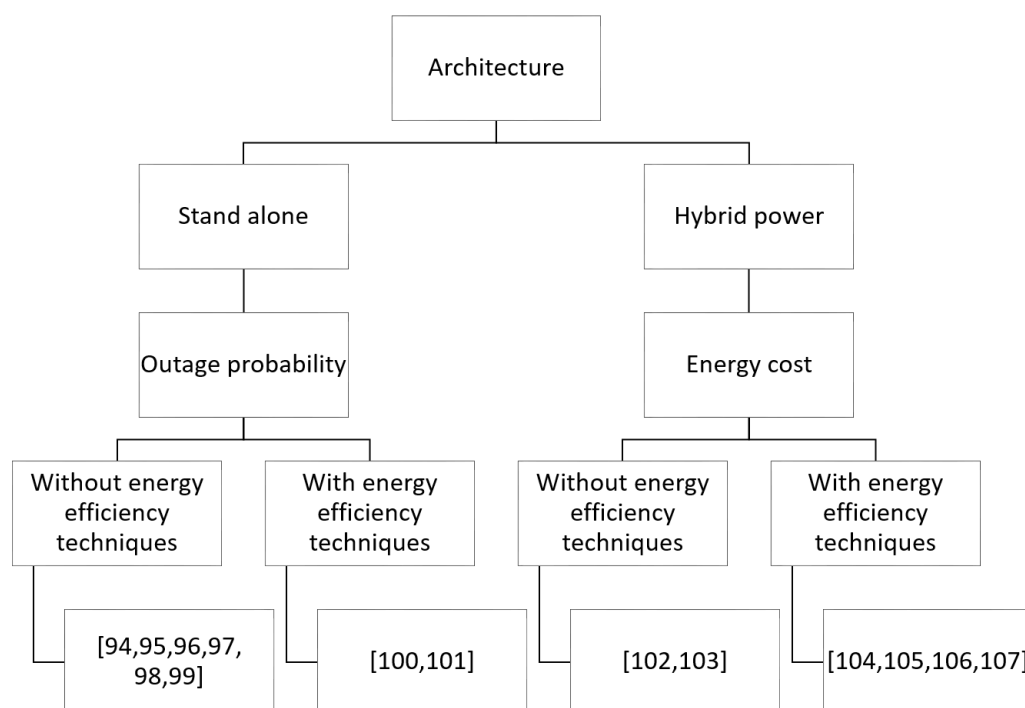 Architecture
Stand alone
Hybrid power
Outage probability
Energy cost
Without energy
efficiency
techniques
With energy
efficiency
techniques
Without energy
efficiency
techniques
With energy
efficiency
techniques
[94,95,96,97,
98,99]
[100,101]
[102,103]
[104,105,106,107]